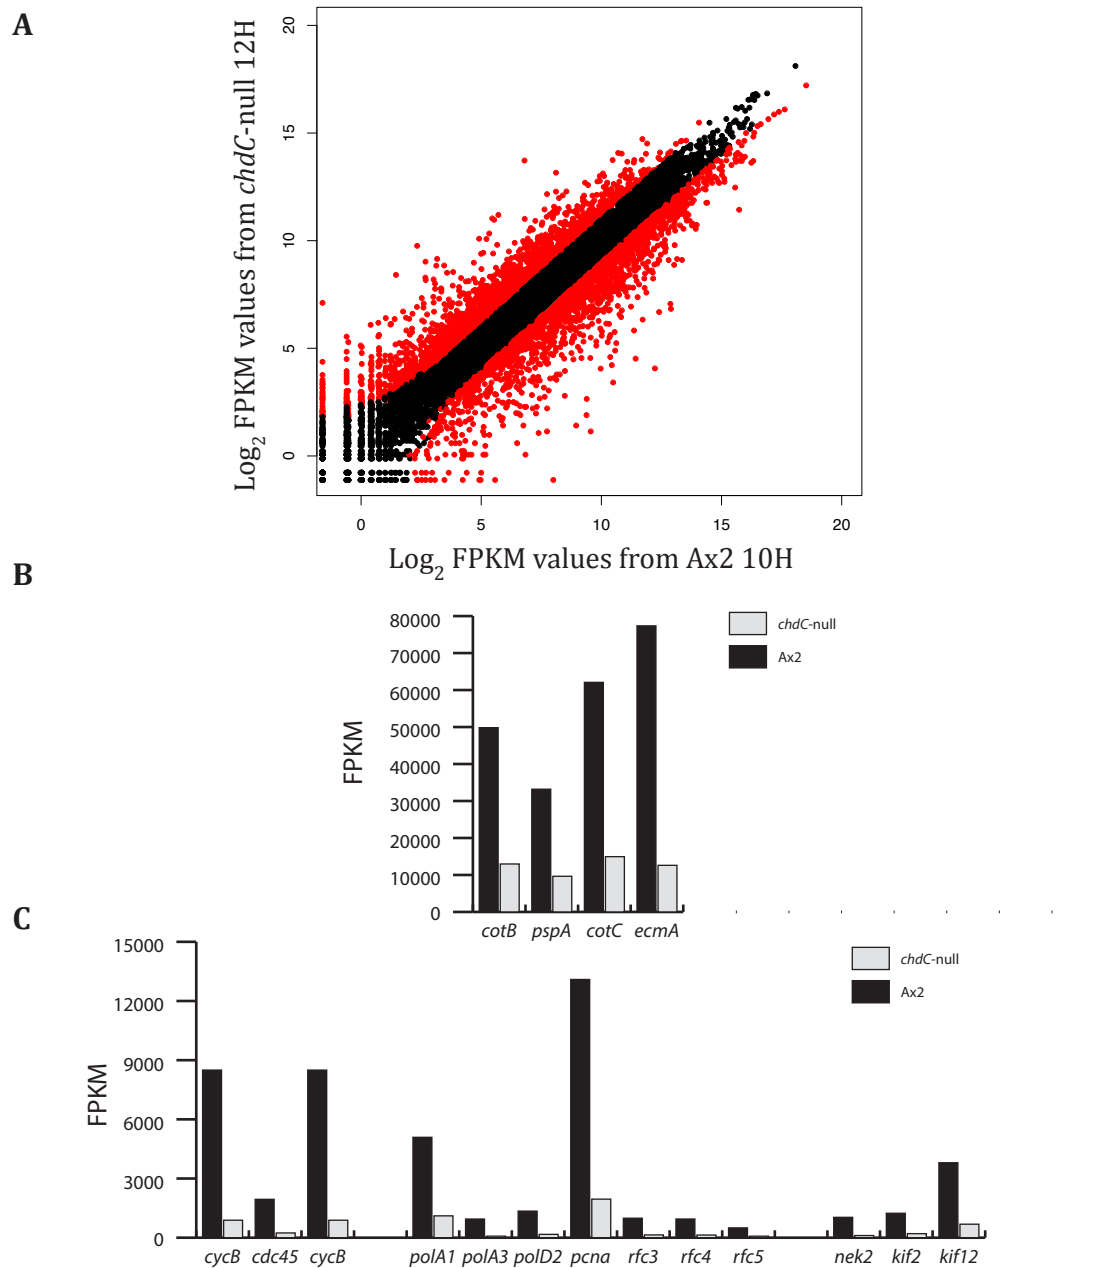 A
Log2 FPKM values from chdC-null 12H
20
15
10
5
0
0 5 10 15 20
Log2 FPKM values from Ax2 10H
B
FPKM
80000
70000
60000
50000
40000
30000
20000
10000
0
chdC-null
Ax2
cotB pspA cotC ecmA
C
FPKM
15000
12000
9000
6000
3000
0
chdC-null
Ax2
cycB cdc45 cycB polA1 polA3 polD2 pcna rfc3 rfc4 rfc5 nek2 kif2 kif12